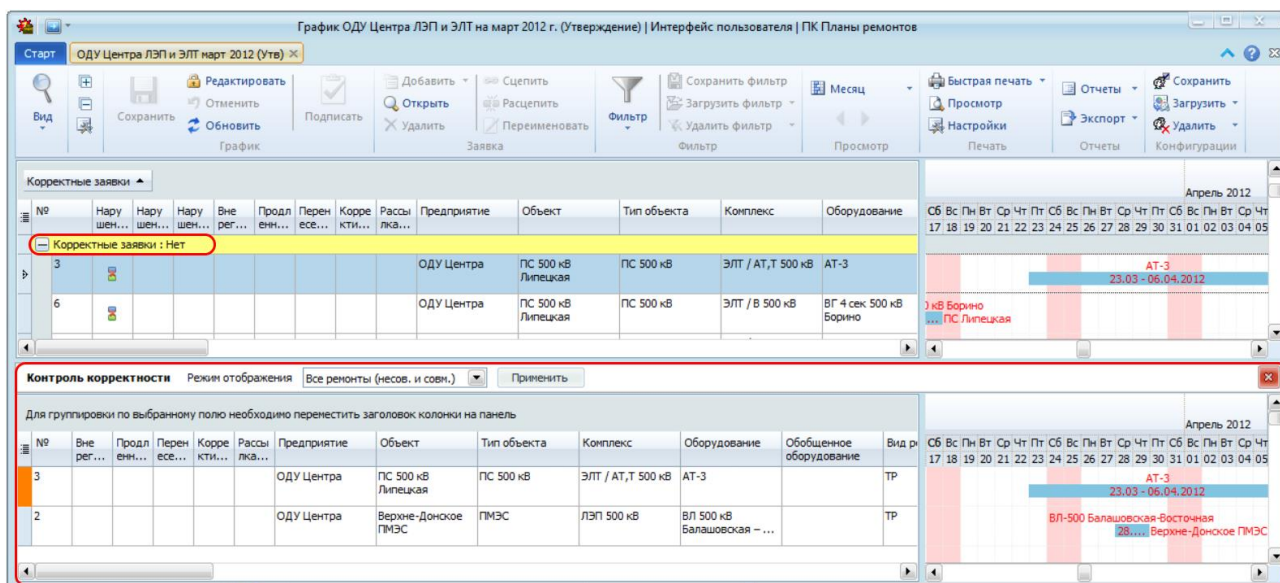 График ОДУ Центра ЛЭП и ЭЛТ на март 2012 г. (Утверждение) | Интерфейс пользователя | ПК Планы ремонтов
Старт ОДУ Центра ЛЭП и ЭЛТ март 2012 (Утв)
Вид Сохранить Редактировать Отменить Обновить Подписать Добавить Открыть Удалить Сцепить Расцепить Переименовать Фильтр Сохранить фильтр Загрузить фильтр Удалить фильтр Месяц Быстрая печать Просмотр Настройки Отчеты Экспорт Сохранить Загрузить Удалить
График Заявка Фильтр Просмотр Печать Отчеты Конфигурации
Корректные заявки
Апрель 2012
№ Нару шен... Нару шен... Нару шен... Вне рег... Продл енн... Перен есе... Корре кти... Рассы лка... Предприятие Объект Тип объекта Комплекс Оборудование
Сб Вс Пн Вт Ср Чт Пт Сб Вс Пн Вт Ср Чт Пт Сб Вс Пн Вт Ср Чт
17 18 19 20 21 22 23 24 25 26 27 28 29 30 31 01 02 03 04 05
Корректные заявки : Нет
3 ОДУ Центра ПС 500 кВ Липецкая ПС 500 кВ ЭЛТ / АТ,Т 500 кВ АТ-3
АТ-3
23.03 - 06.04.2012
6 ОДУ Центра ПС 500 кВ Липецкая ПС 500 кВ ЭЛТ / В 500 кВ ВГ 4 сек 500 кВ Борино
кВ Борино
... ПС Липецкая
Контроль корректности Режим отображения Все ремонты (несов. и совм.) Применить
Для группировки по выбранному полю необходимо переместить заголовок колонки на панель
Апрель 2012
№ Вне рег... Продл енн... Перен есе... Корре кти... Рассы лка... Предприятие Объект Тип объекта Комплекс Оборудование Обобщенное оборудование Вид р
Сб Вс Пн Вт Ср Чт Пт Сб Вс Пн Вт Ср Чт Пт Сб Вс Пн Вт Ср Чт
17 18 19 20 21 22 23 24 25 26 27 28 29 30 31 01 02 03 04 05
3 ОДУ Центра ПС 500 кВ Липецкая ПС 500 кВ ЭЛТ / АТ,Т 500 кВ АТ-3 ТР
АТ-3
23.03 - 06.04.2012
2 ОДУ Центра Верхне-Донское ПМЭС ПМЭС ЛЭП 500 кВ ВЛ 500 кВ Балашовская – ... ТР
ВЛ-500 Балашовская-Восточная
28.... Верхне-Донское ПМЭС